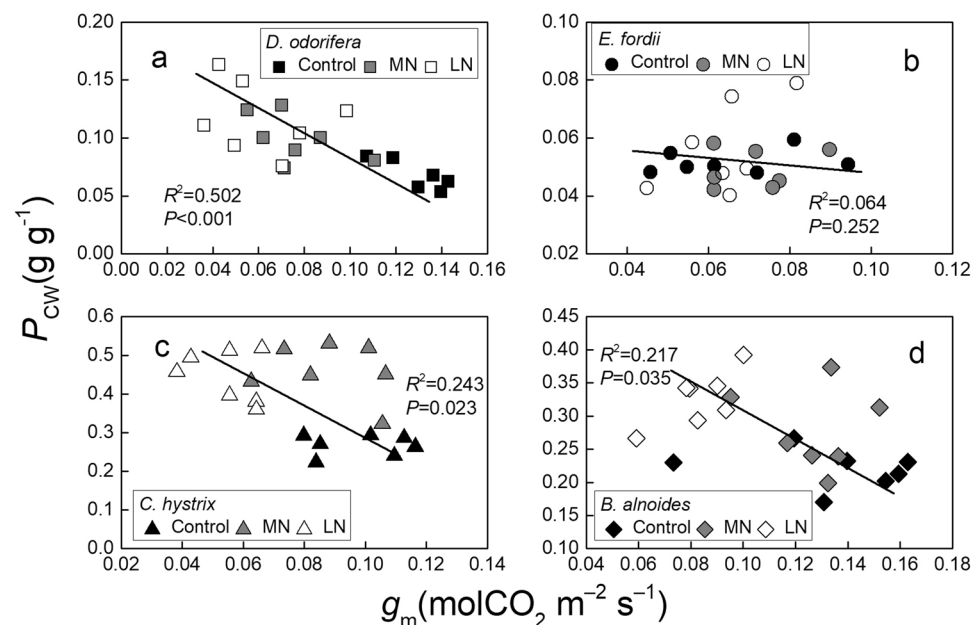 P_CW(g g⁻¹)
0.20
0.15
0.10
0.05
0.00
a
D. odorifera
Control MN LN
R²=0.502
P<0.001
0.00 0.02 0.04 0.06 0.08 0.10 0.12 0.14 0.16
0.10
0.08
0.06
0.04
0.02
E. fordii
Control MN LN
b
R²=0.064
P=0.252
0.04 0.06 0.08 0.10 0.12
0.6
0.5
0.4
0.3
0.2
0.0
c
R²=0.243
P=0.023
C. hystrix
Control MN LN
0.02 0.04 0.06 0.08 0.10 0.12 0.14
0.45
0.40
0.35
0.30
0.25
0.20
0.15
0.10
d
R²=0.217
P=0.035
B. alnoides
Control MN LN
0.04 0.06 0.08 0.10 0.12 0.14 0.16 0.18
g_m(molCO₂ m⁻² s⁻¹)